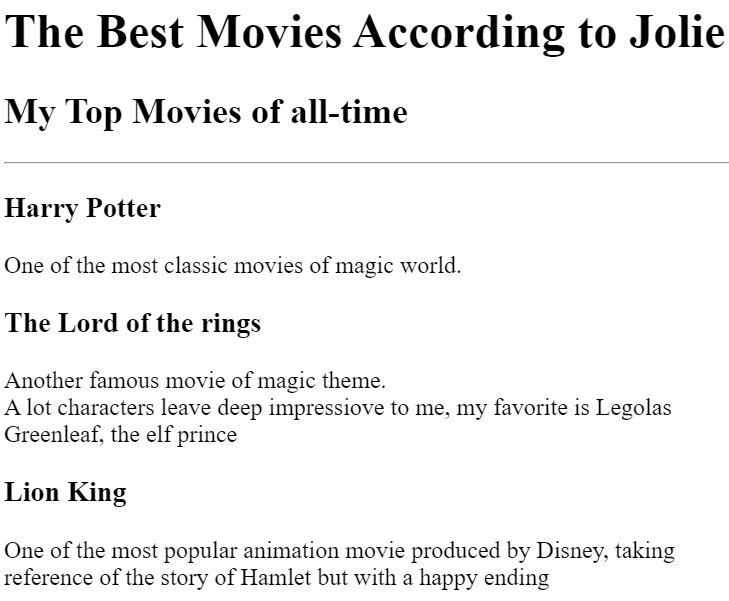 The Best Movies According to Jolie
My Top Movies of all-time
Harry Potter
One of the most classic movies of magic world.
The Lord of the rings
Another famous movie of magic theme.
A lot characters leave deep impressiove to me, my favorite is Legolas
Greenleaf, the elf prince
Lion King
One of the most popular animation movie produced by Disney, taking
reference of the story of Hamlet but with a happy ending